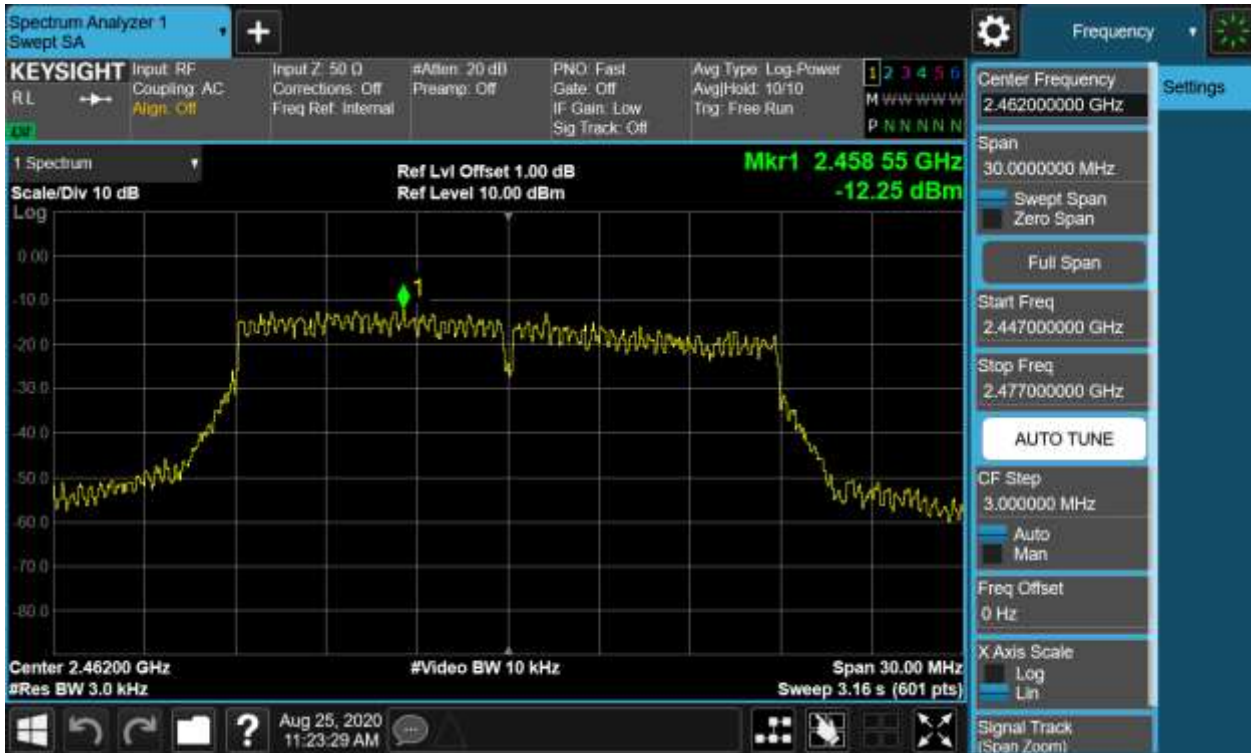 Spectrum Analyzer 1
Swept SA
+
Frequency
KEYSIGHT
RL
Input: RF
Coupling: AC
Align: Off
Input Z: 50 Ω
Corrections: Off
Freq Ref: Internal
#Atten: 20 dB
Preamp: Off
PNO: Fast
Gate: Off
IF Gain: Low
Sig Track: Off
Avg Type: Log-Power
Avg|Hold: 10/10
Trig: Free Run
1 2 3 4 5 6
M W W W W W
P N N N N N
1 Spectrum
Scale/Div 10 dB
Ref Lvl Offset 1.00 dB
Ref Level 10.00 dBm
Mkr1 2.458 55 GHz
-12.25 dBm
Log
0.00
-10.0
-20.0
-30.0
-40.0
-50.0
-60.0
-70.0
-80.0
1
Center 2.46200 GHz
#Res BW 3.0 kHz
#Video BW 10 kHz
Span 30.00 MHz
Sweep 3.16 s (601 pts)
?
Aug 25, 2020
11:23:29 AM
Center Frequency
2.462000000 GHz
Settings
Span
30.0000000 MHz
Swept Span
Zero Span
Full Span
Start Freq
2.447000000 GHz
Stop Freq
2.477000000 GHz
AUTO TUNE
CF Step
3.000000 MHz
Auto
Man
Freq Offset
0 Hz
X Axis Scale
Log
Lin
Signal Track
(Span Zoom)